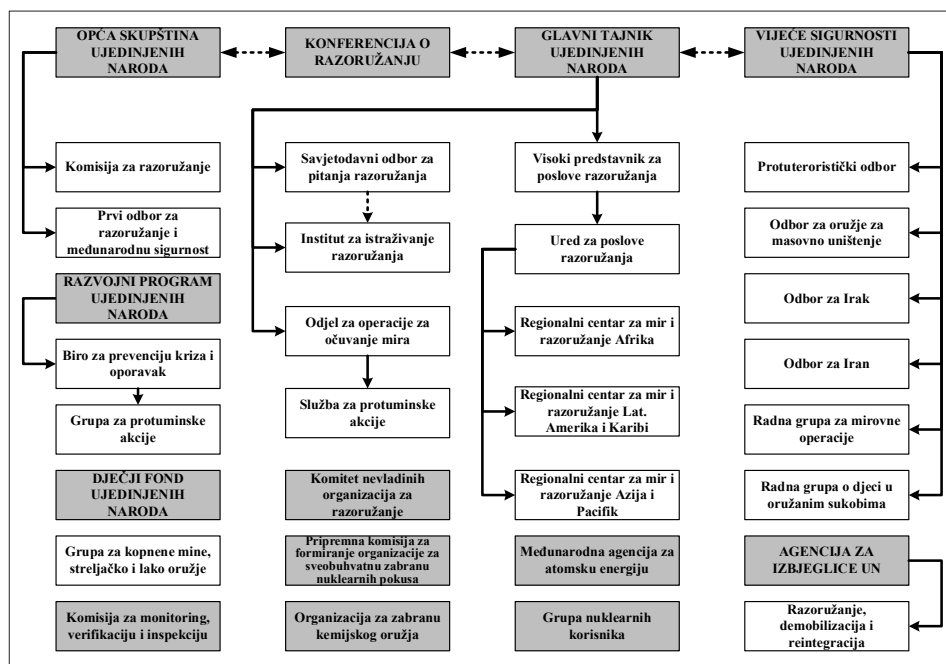 OPĆA SKUPŠTINA
UJEDINJENIH
NARODA
KONFERENCIJA O
RAZORUŽANJU
GLAVNI TAJNIK
UJEDINJENIH
NARODA
VIJEĆE SIGURNOSTI
UJEDINJENIH
NARODA
Komisija za razoružanje
Savjetodavni odbor za
pitanja razoružanja
Visoki predstavnik za
poslove razoružanja
Protuteroristički odbor
Prvi odbor za
razoružanje i
međunarodnu sigurnost
Institut za istraživanje
razoružanja
Ured za poslove
razoružanja
Odbor za oružje za
masovno uništenje
RAZVOJNI PROGRAM
UJEDINJENIH
NARODA
Odjel za operacije za
očuvanje mira
Regionalni centar za mir i
razoružanje Afrika
Odbor za Irak
Biro za prevenciju kriza i
oporavak
Odbor za Iran
Grupa za protuminske
akcije
Služba za protuminske
akcije
Regionalni centar za mir i
razoružanje Lat.
Amerika i Karibi
Radna grupa za mirovne
operacije
DJEČJI FOND
UJEDINJENIH
NARODA
Komitet nevladinih
organizacija za
razoružanje
Regionalni centar za mir
i razoružanje Azija i
Pacifik
Radna grupa o djeci u
oružanim sukobima
Grupa za kopnene mine,
streljačko i lako oružje
Pripremna komisija za
formiranje organizacije za
sveobuhvatnu zabranu
nuklearnih pokusa
Međunarodna agencija za
atomsku energiju
AGENCIJA ZA
IZBJEGLICE UN
Komisija za monitoring,
verifikaciju i inspekciju
Organizacija za zabranu
kemijskog oružja
Grupa nuklearnih
korisnika
Razoružanje,
demobilizacija i
reintegracija